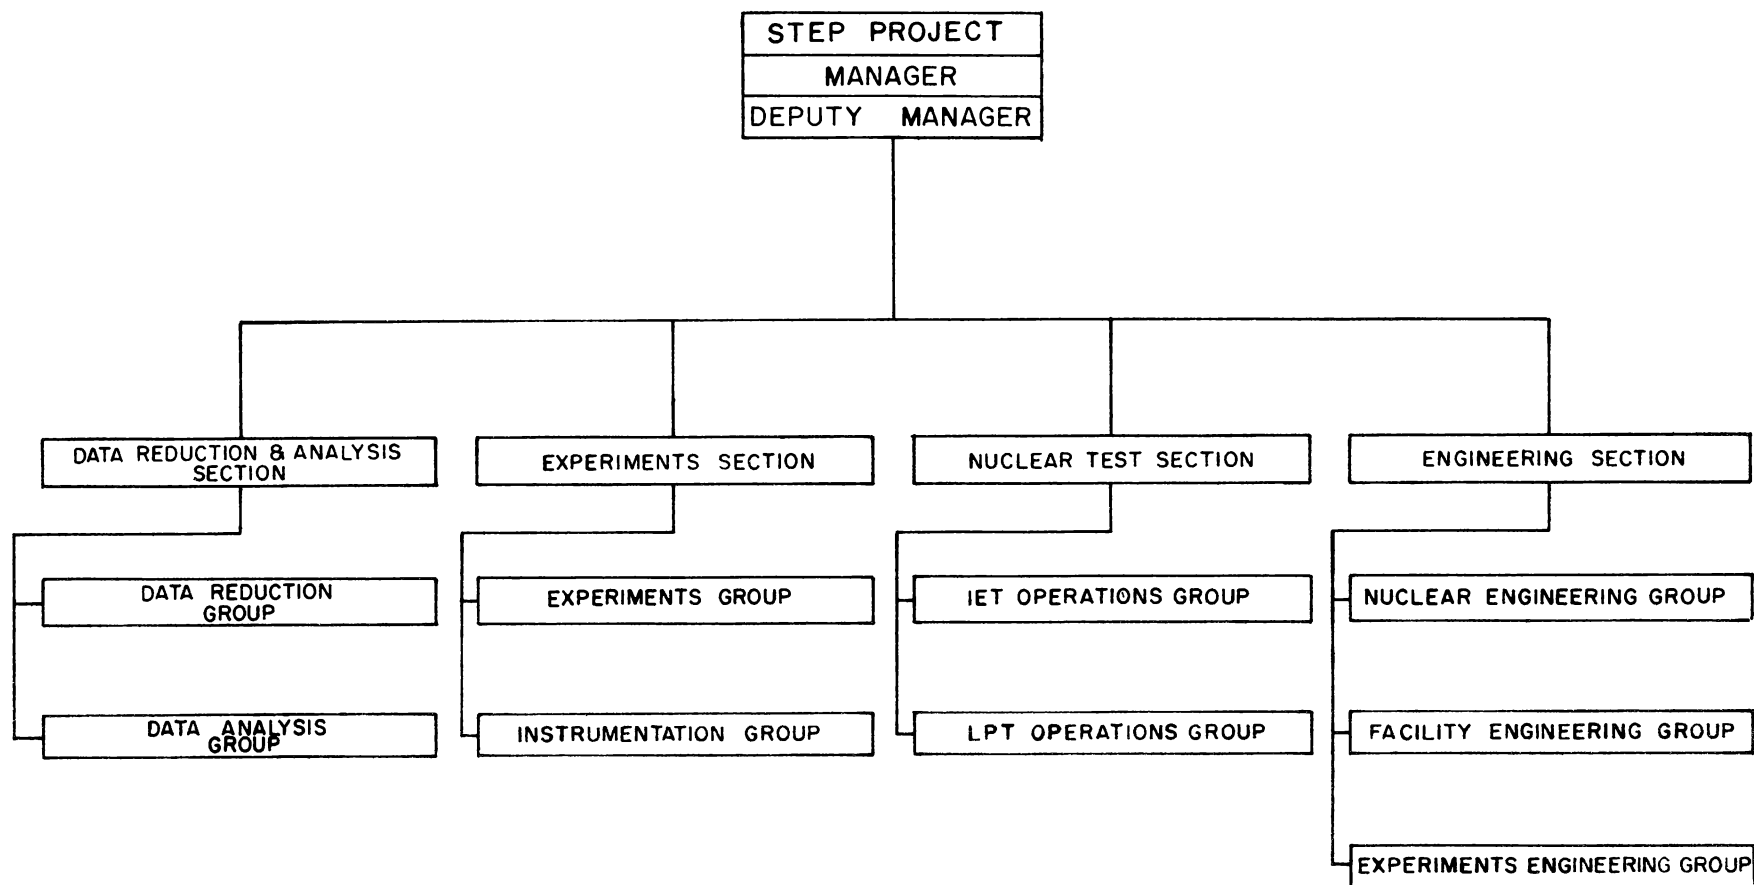 STEP PROJECT
MANAGER
DEPUTY MANAGER
DATA REDUCTION & ANALYSIS
SECTION
EXPERIMENTS SECTION
NUCLEAR TEST SECTION
ENGINEERING SECTION
DATA REDUCTION
GROUP
EXPERIMENTS GROUP
IET OPERATIONS GROUP
NUCLEAR ENGINEERING GROUP
DATA ANALYSIS
GROUP
INSTRUMENTATION GROUP
LPT OPERATIONS GROUP
FACILITY ENGINEERING GROUP
EXPERIMENTS ENGINEERING GROUP